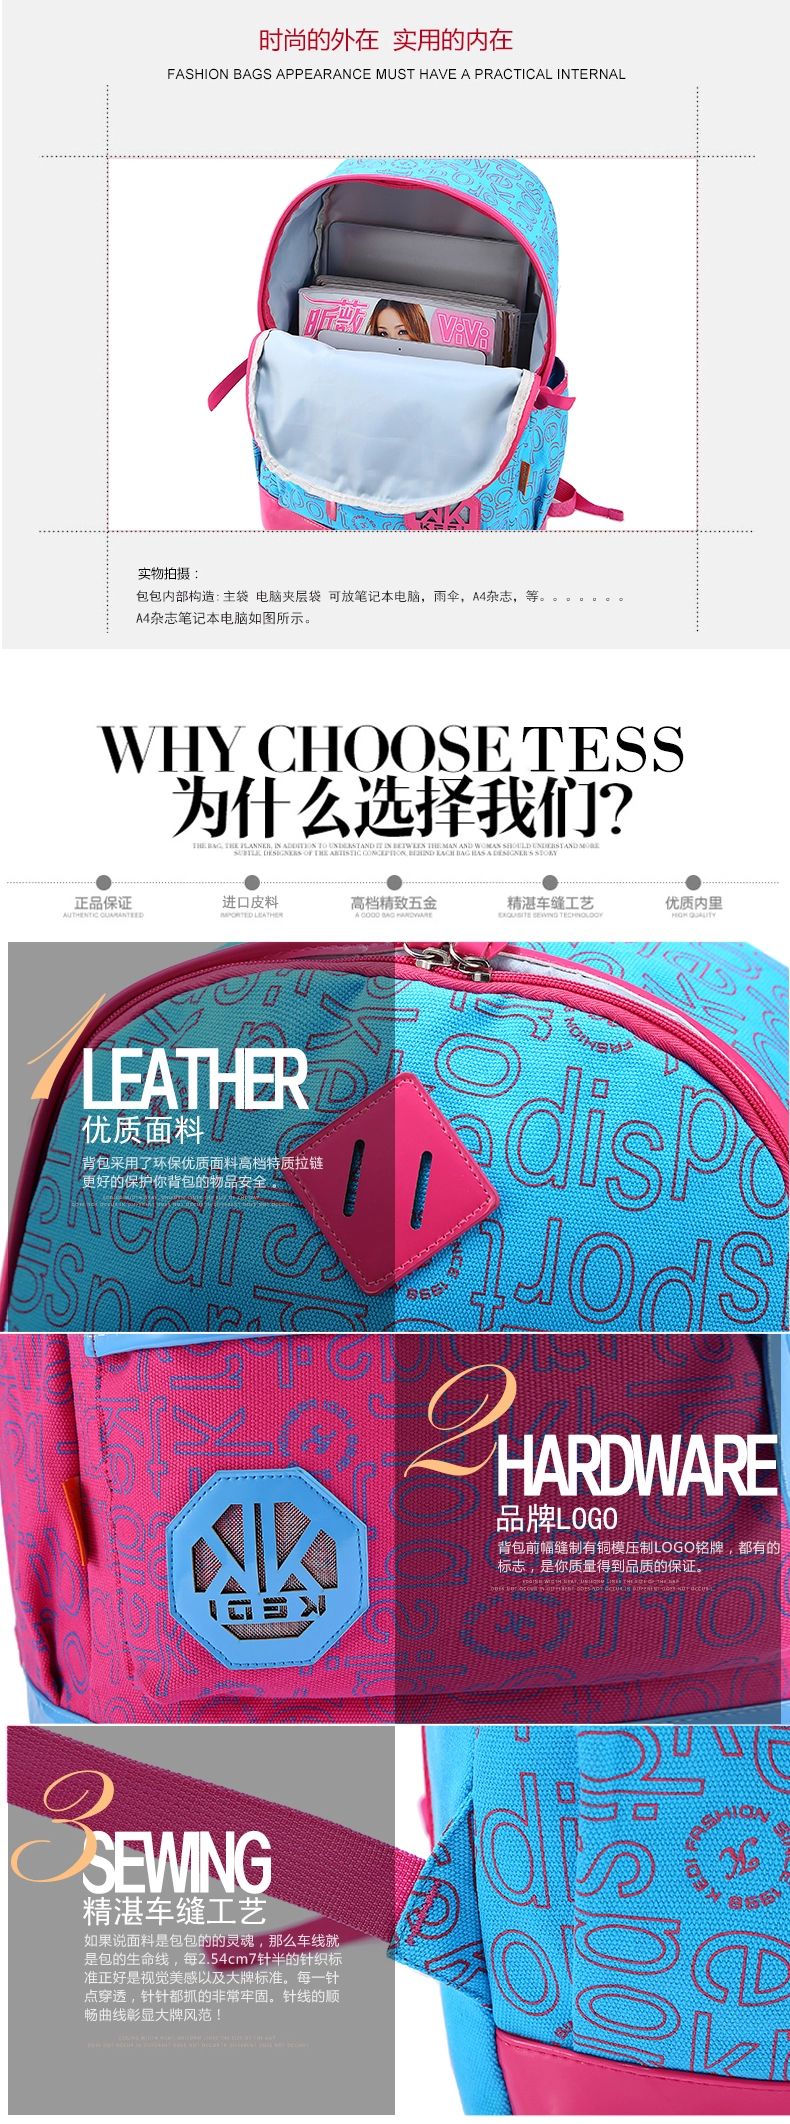 时尚的外在 实用的内在
FASHION BAGS APPEARANCE MUST HAVE A PRACTICAL INTERNAL
昕薇 ViVi
KEDI
实物拍摄：
包包内部构造: 主袋 电脑夹层袋 可放笔记本电脑，雨伞，A4杂志，等。。。。。。。
A4杂志笔记本电脑如图所示。
WHY CHOOSE TESS
为什么选择我们?
THE BAG, THE PLANNER, IN ADDITION TO UNDERSTAND IT IN BETWEEN THE MAN AND WOMAN SHOULD UNDERSTAND MORE
SUBTLE, DESIGNERS OF THE ARTISTIC CONCEPTION, BEHIND EACH BAG HAS A DESIGNER'S STORY
正品保证 进口皮料 高档精致五金 精湛车缝工艺 优质内里
AUTHENTIC GUARANTEED IMPORTED LEATHER A GOOD BAG HARDWARE EXQUISITE SEWING TECHNOLOGY HIGH QUALITY
1 LEATHER
优质面料
背包采用了环保优质面料高档特质拉链
更好的保护你背包的物品安全 。
kedisport
SINCE 1998
2 HARDWARE
品牌LOGO
背包前幅缝制有铜模压制LOGO铭牌，都有的
标志，是你质量得到品质的保证。
KEDI
3 SEWING
精湛车缝工艺
如果说面料是包包的的灵魂，那么车线就
是包的生命线，每2.54cm7针半的针织标
准正好是视觉美感以及大牌标准。每一针
点穿透，针针都抓的非常牢固。针线的顺
畅曲线彰显大牌风范！
KEDI FASHION SINCE 1998